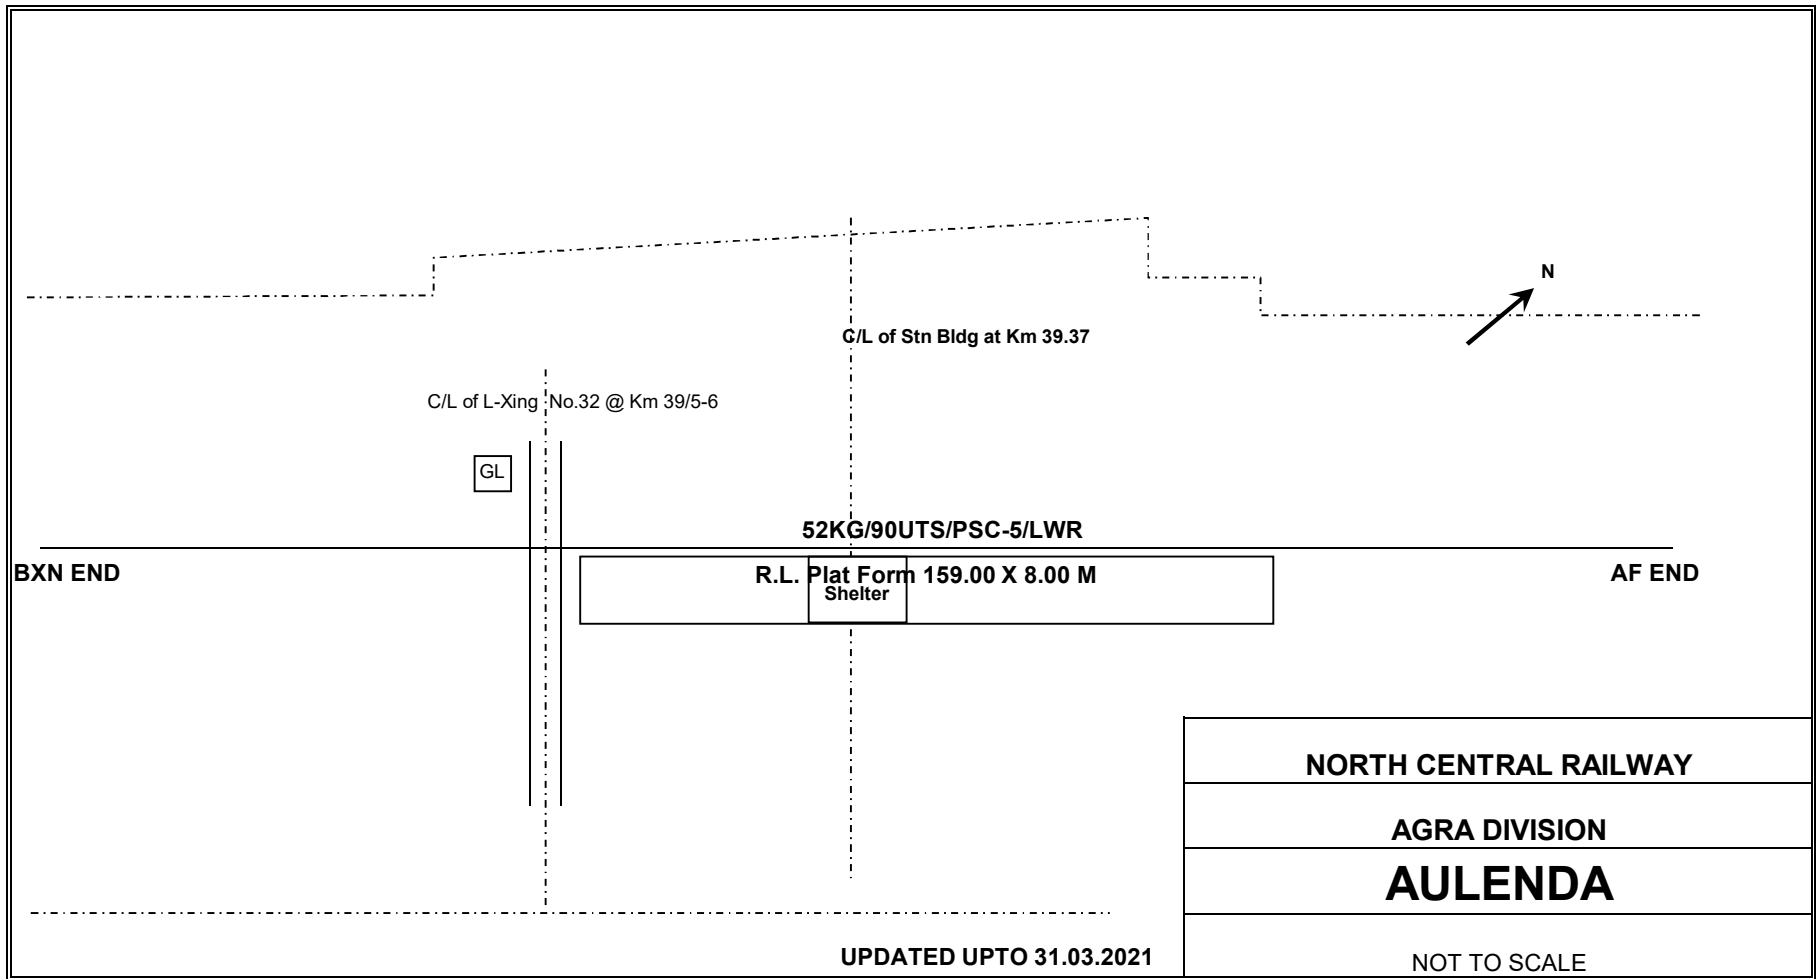 N
C/L of Stn Bldg at Km 39.37
C/L of L-Xing No.32 @ Km 39/5-6
GL
52KG/90UTS/PSC-5/LWR
BXN END
R.L. Plat Form 159.00 X 8.00 M
AF END
Shelter
NORTH CENTRAL RAILWAY
AGRA DIVISION
AULENDA
UPDATED UPTO 31.03.2021
NOT TO SCALE